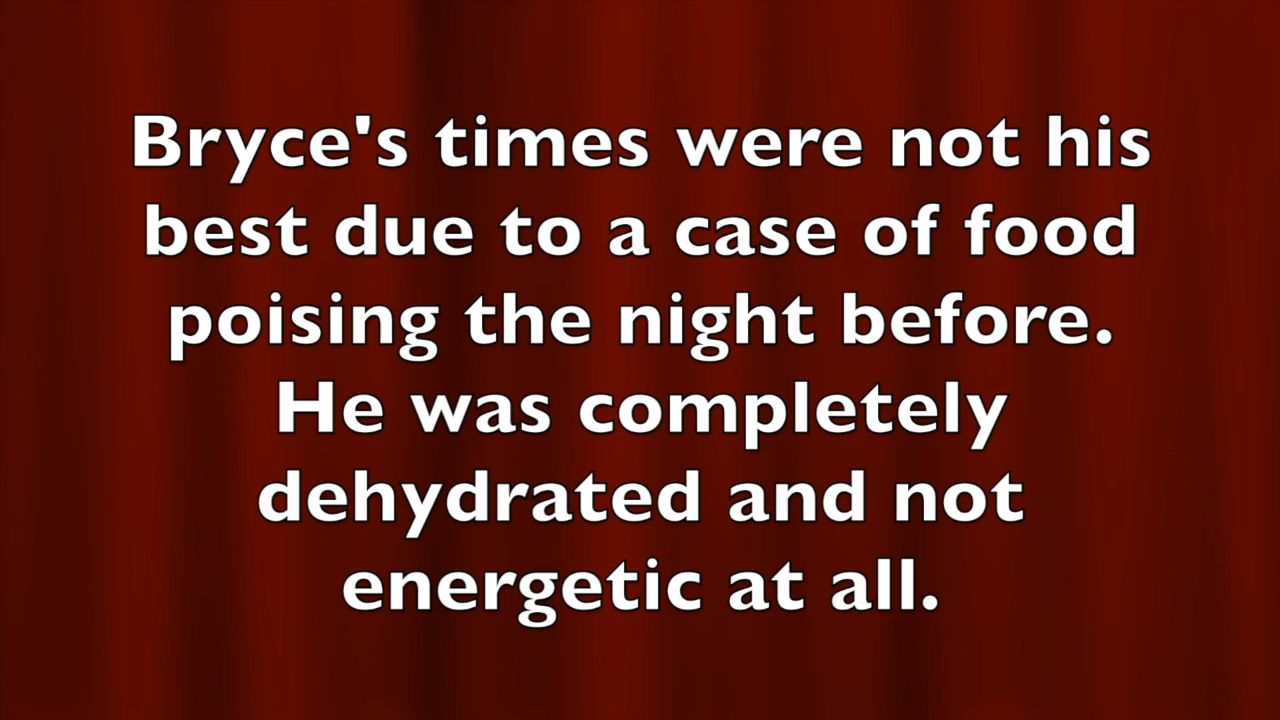 Bryce's times were not his
best due to a case of food
poising the night before.
He was completely
dehydrated and not
energetic at all.